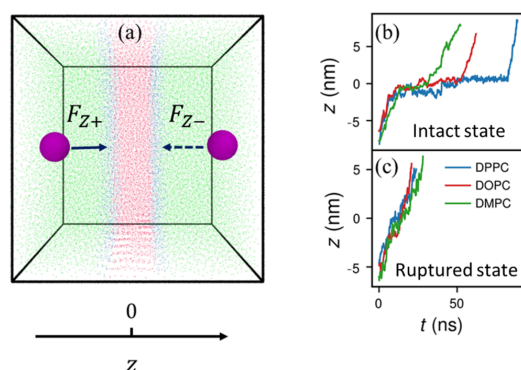 (a)
F_{Z+}
F_{Z−}
0
z
(b)
z (nm)
5
0
-5
Intact state
(c)
z (nm)
5
0
-5
DPPC
DOPC
DMPC
Ruptured state
0
50
t (ns)